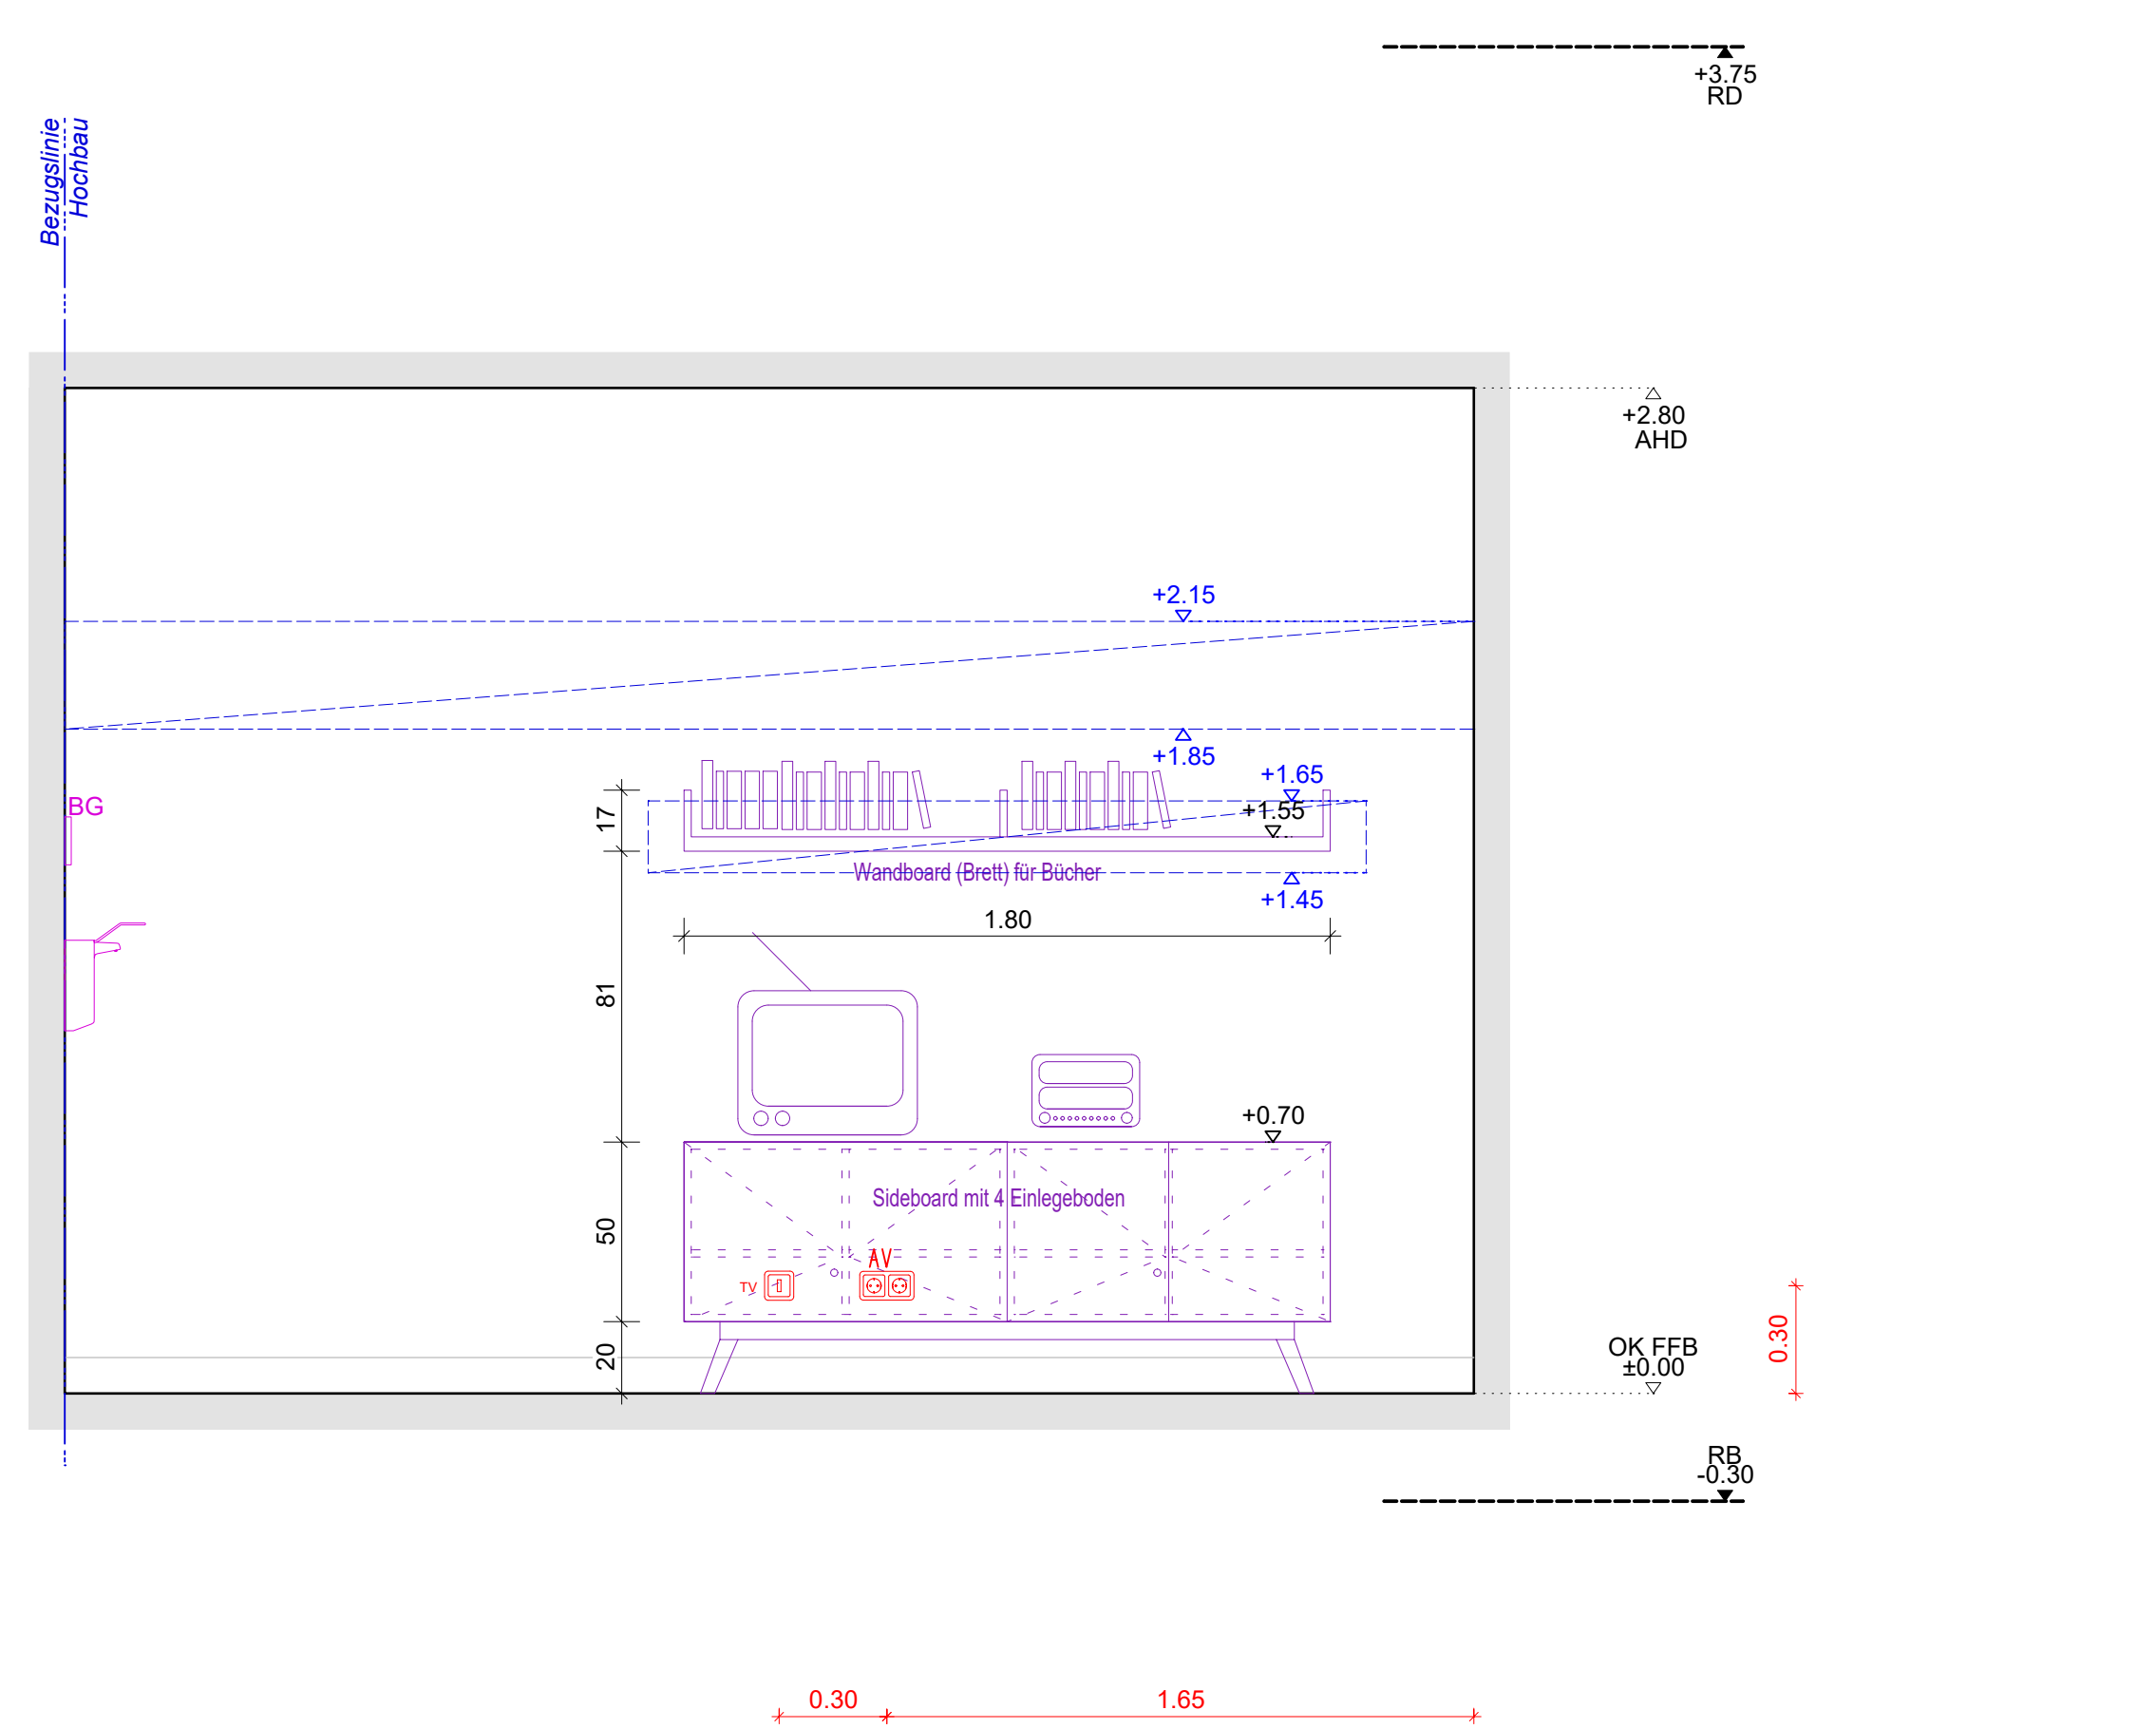 +3.75
RD
Bezugslinie
Hochbau
+2.80
AHD
+2.15
+1.85
+1.65
BG
17
+1.55
Wandboard (Brett) für Bücher
+1.45
1.80
81
+0.70
Sideboard mit 4 Einlegeboden
50
AV
TV
20
OK FFB
±0.00
0.30
RB
-0.30
0.30
1.65